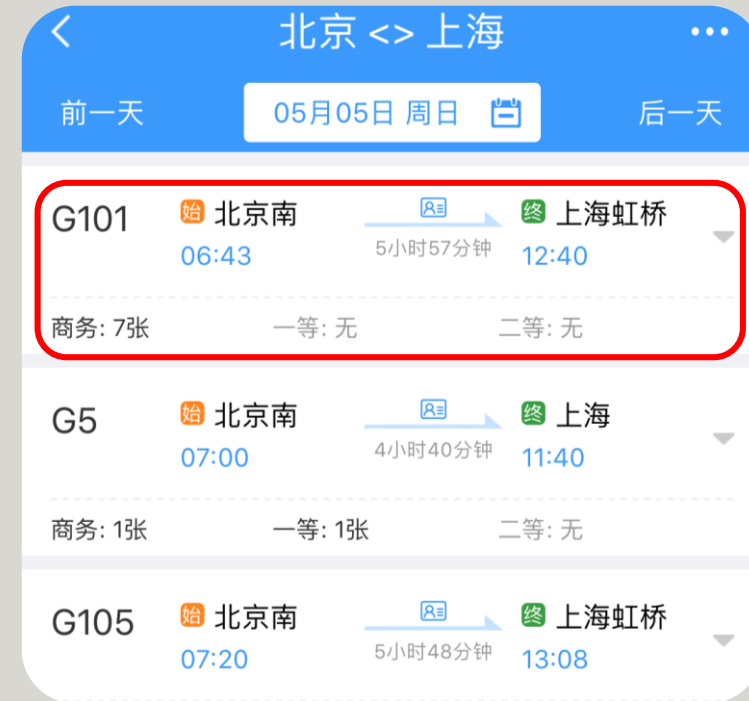 北京 <> 上海
前一天 05月05日 周日 后一天
G101 始 北京南 终 上海虹桥
06:43 5小时57分钟 12:40
商务: 7张 一等: 无 二等: 无
G5 始 北京南 终 上海
07:00 4小时40分钟 11:40
商务: 1张 一等: 1张 二等: 无
G105 始 北京南 终 上海虹桥
07:20 5小时48分钟 13:08